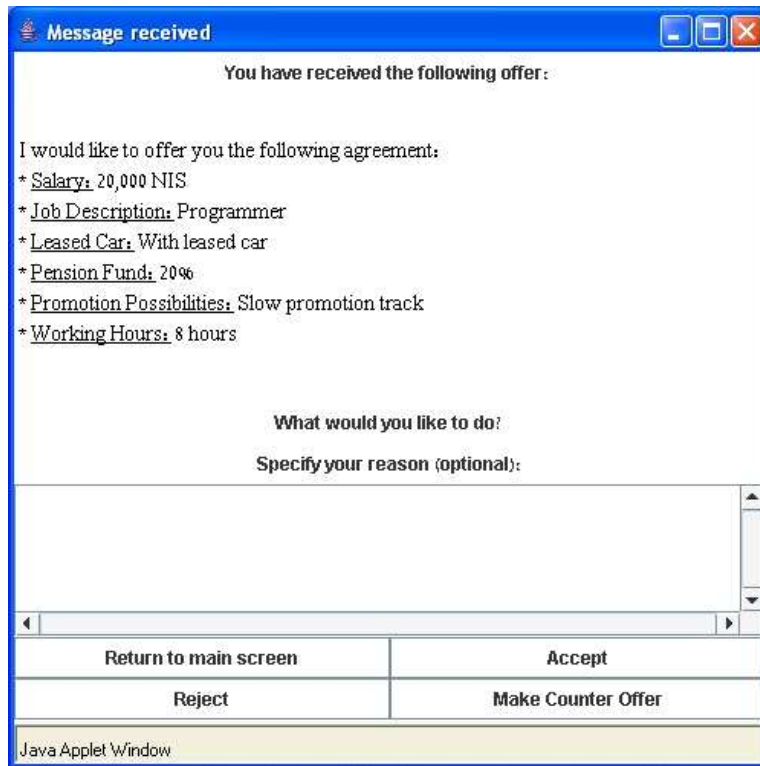 Message received
You have received the following offer:
I would like to offer you the following agreement:
* Salary: 20,000 NIS
* Job Description: Programmer
* Leased Car: With leased car
* Pension Fund: 20%
* Promotion Possibilities: Slow promotion track
* Working Hours: 8 hours
What would you like to do?
Specify your reason (optional):
Return to main screen
Accept
Reject
Make Counter Offer
Java Applet Window